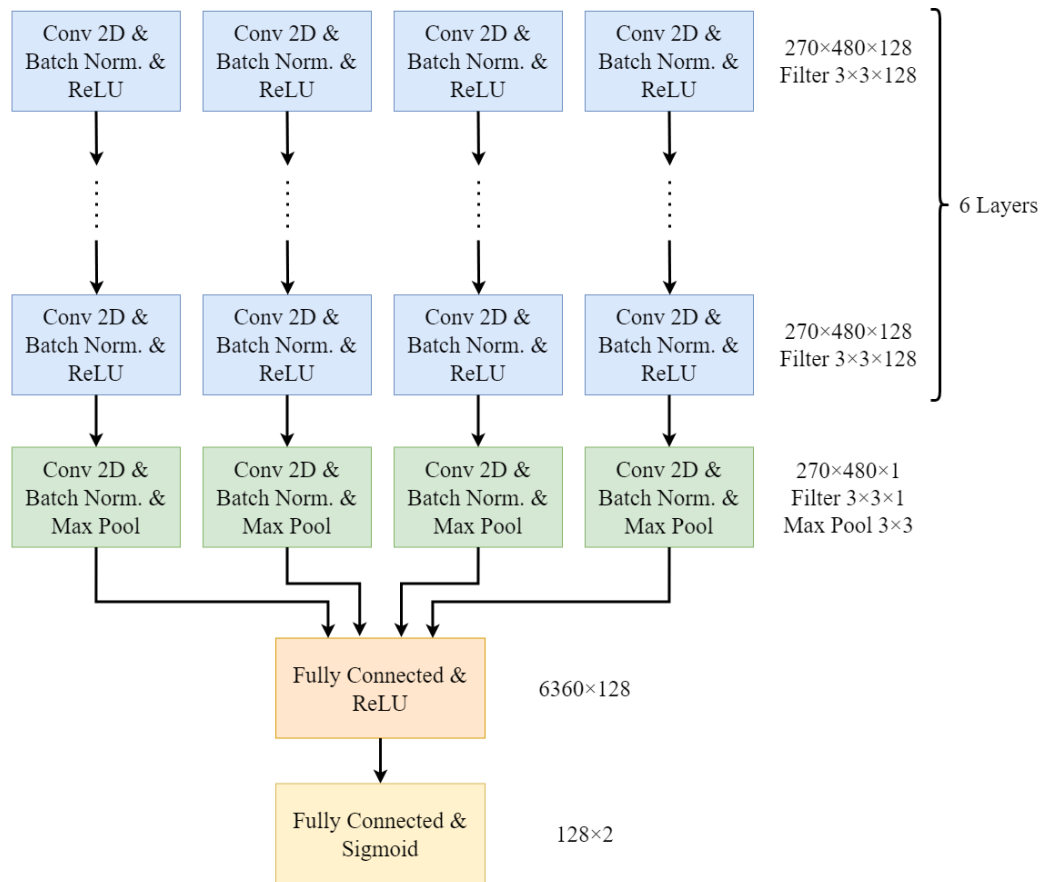 Conv 2D &
Batch Norm. &
ReLU
Conv 2D &
Batch Norm. &
ReLU
Conv 2D &
Batch Norm. &
ReLU
Conv 2D &
Batch Norm. &
ReLU
270×480×128
Filter 3×3×128
6 Layers
Conv 2D &
Batch Norm. &
ReLU
Conv 2D &
Batch Norm. &
ReLU
Conv 2D &
Batch Norm. &
ReLU
Conv 2D &
Batch Norm. &
ReLU
270×480×128
Filter 3×3×128
Conv 2D &
Batch Norm. &
Max Pool
Conv 2D &
Batch Norm. &
Max Pool
Conv 2D &
Batch Norm. &
Max Pool
Conv 2D &
Batch Norm. &
Max Pool
270×480×1
Filter 3×3×1
Max Pool 3×3
Fully Connected &
ReLU
6360×128
Fully Connected &
Sigmoid
128×2